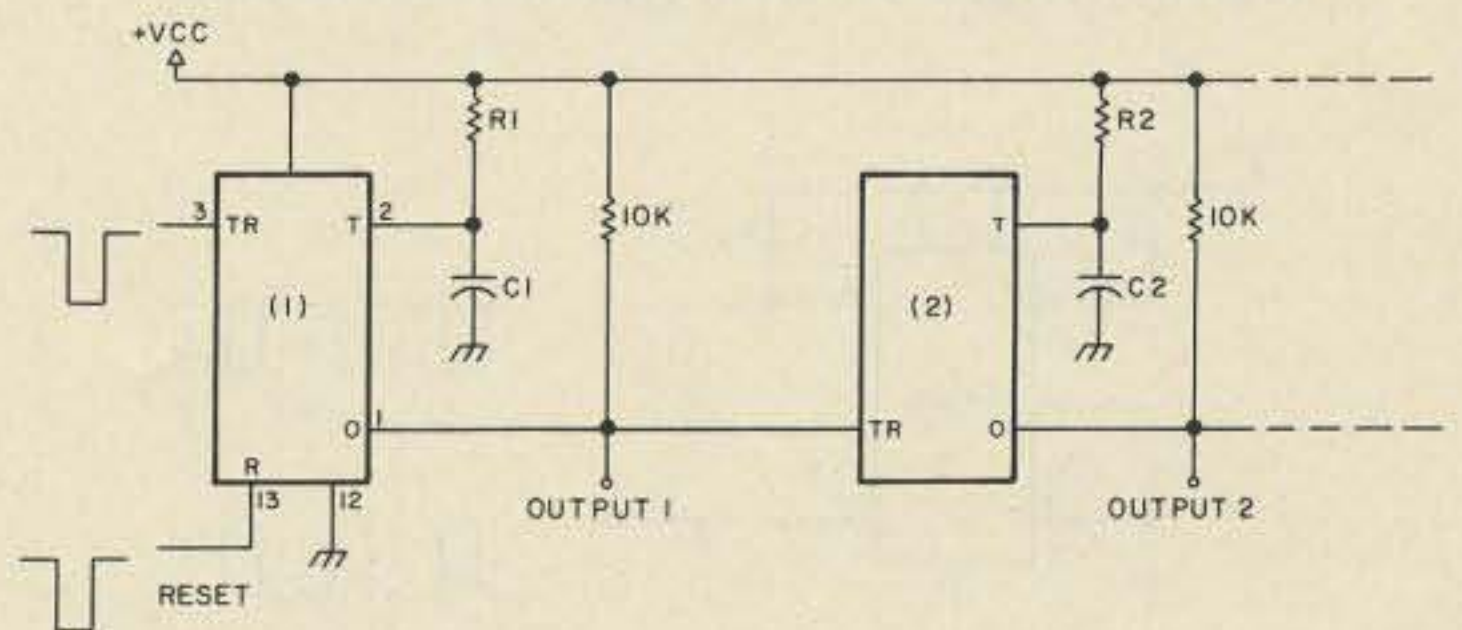 +VCC
R1
R2
3 TR
T 2
10K
T
10K
(1)
C1
(2)
C2
O 1
TR
O
R
13
12
OUTPUT 1
OUTPUT 2
RESET